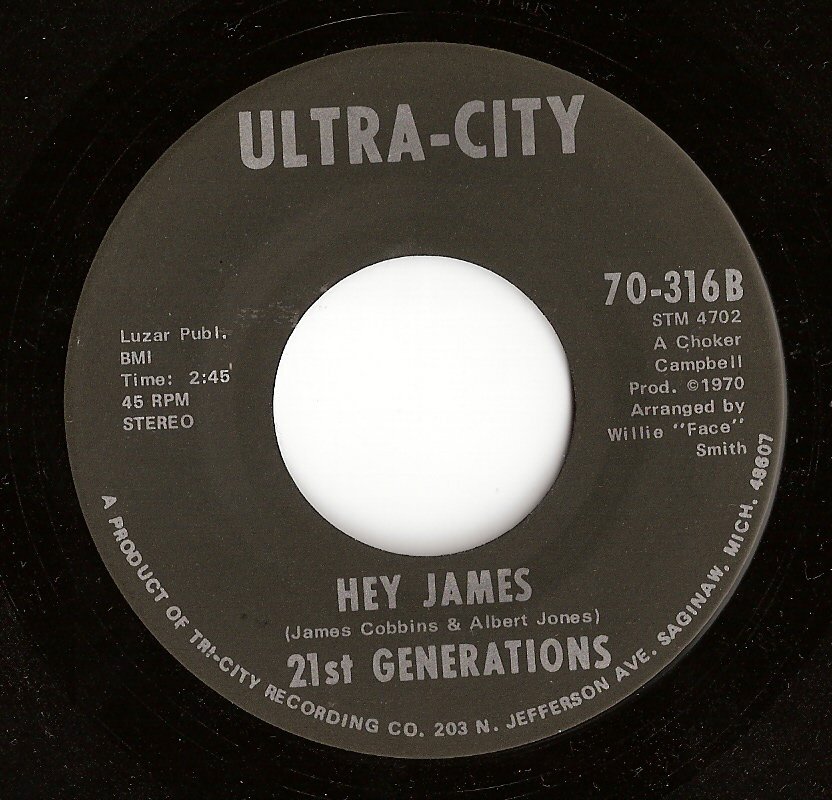 ULTRA-CITY
70-316B
STM 4702
A Choker
Campbell
Prod. ©1970
Arranged by
Willie "Face"
Smith
Luzar Publ.
BMI
Time: 2:45
45 RPM
STEREO
HEY JAMES
(James Cobbins & Albert Jones)
21st GENERATIONS
A PRODUCT OF TRI-CITY RECORDING CO. 203 N. JEFFERSON AVE. SAGINAW, MICH. 48607